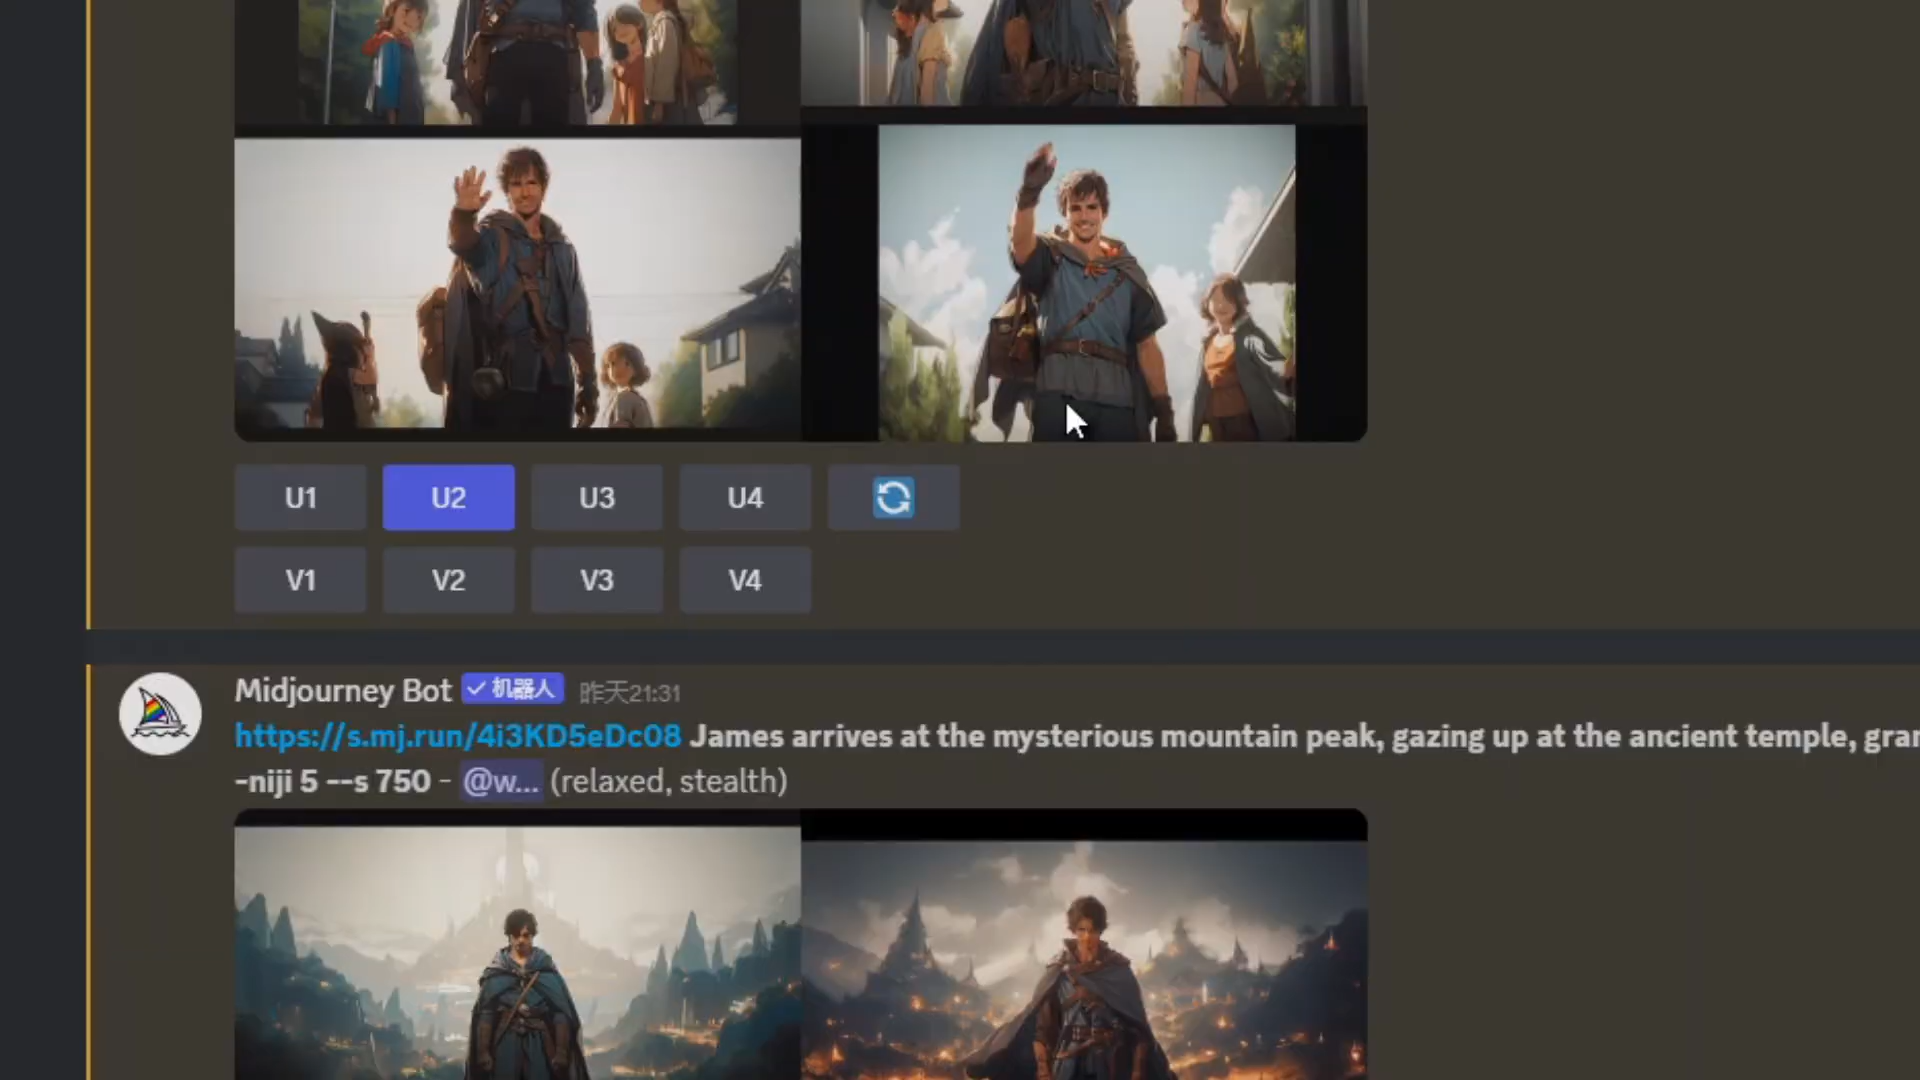 U1 U2 U3 U4
V1 V2 V3 V4
Midjourney Bot 机器人 昨天21:31
https://s.mj.run/4i3KD5eDc08 James arrives at the mysterious mountain peak, gazing up at the ancient temple,
-niji 5 --s 750 - @w... (relaxed, stealth)